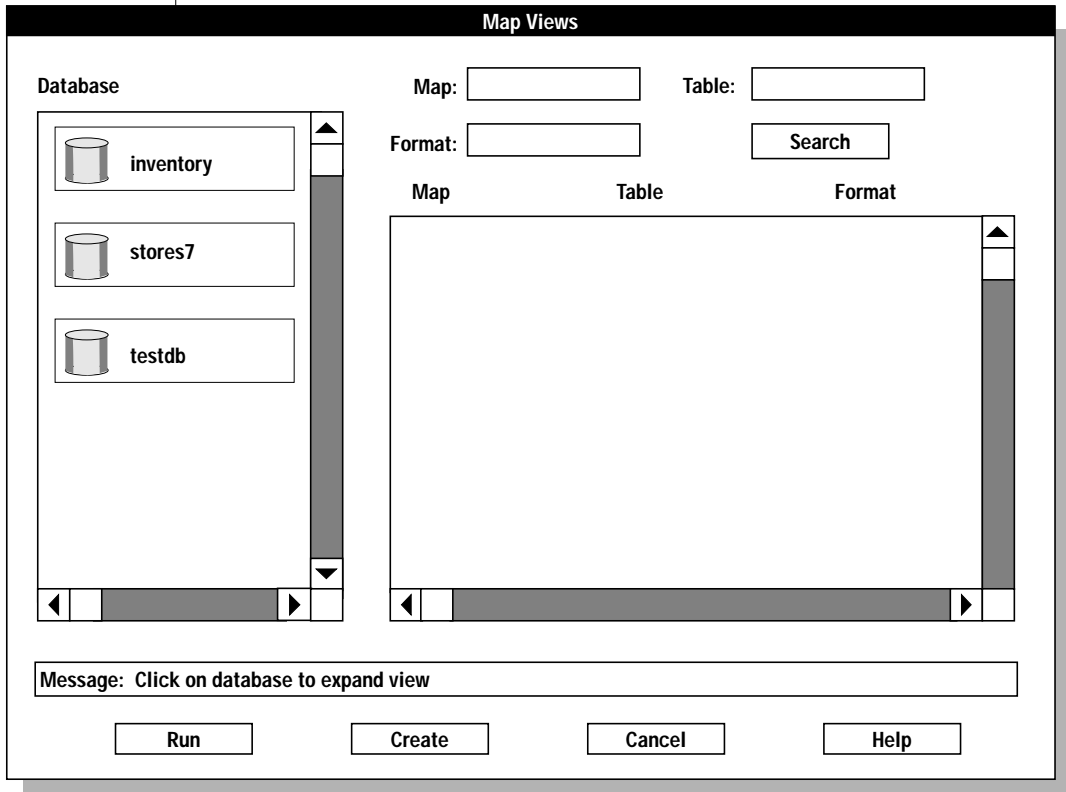 Map Views
Database
Map:
Table:
Format:
Search
inventory
stores7
testdb
Map Table Format
Message: Click on database to expand view
Run Create Cancel Help